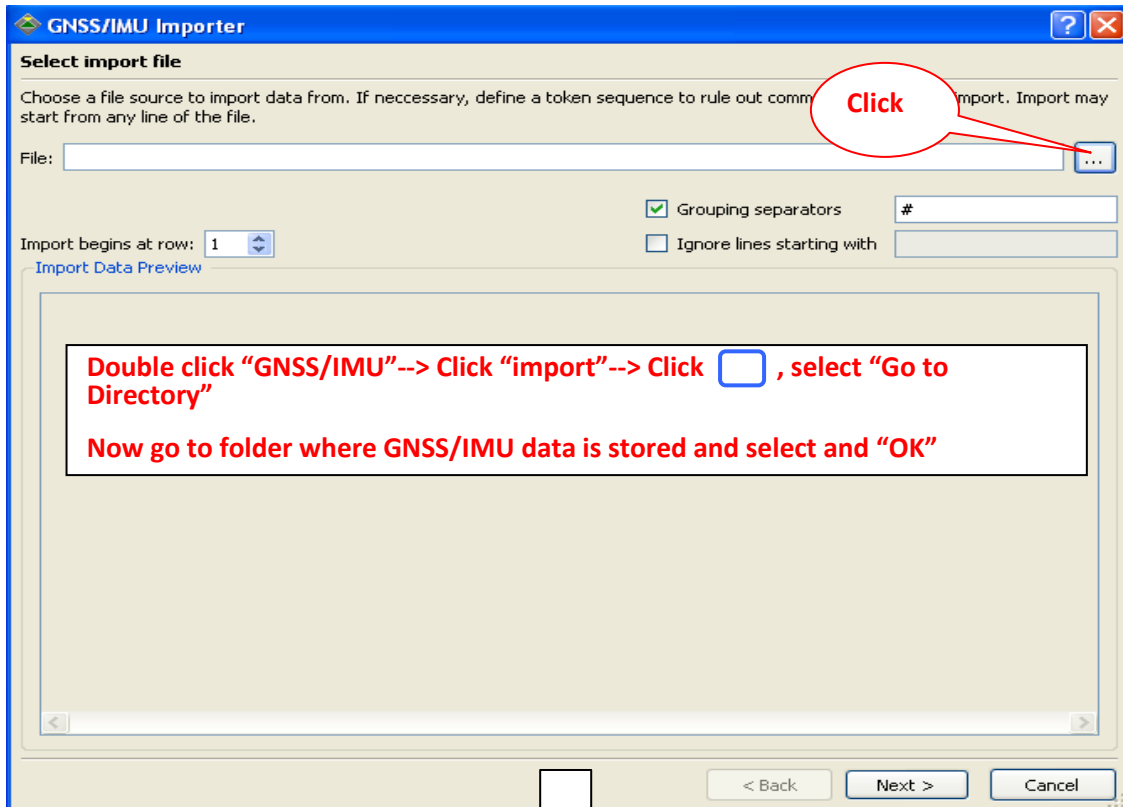 GNSS/IMU Importer
Select import file
Choose a file source to import data from. If neccessary, define a token sequence to rule out comm import. Import may
start from any line of the file.
Click
File: ...
Grouping separators #
Import begins at row: 1 Ignore lines starting with
Import Data Preview
Double click “GNSS/IMU”--> Click “import”--> Click , select “Go to
Directory”
Now go to folder where GNSS/IMU data is stored and select and “OK”
< Back Next > Cancel